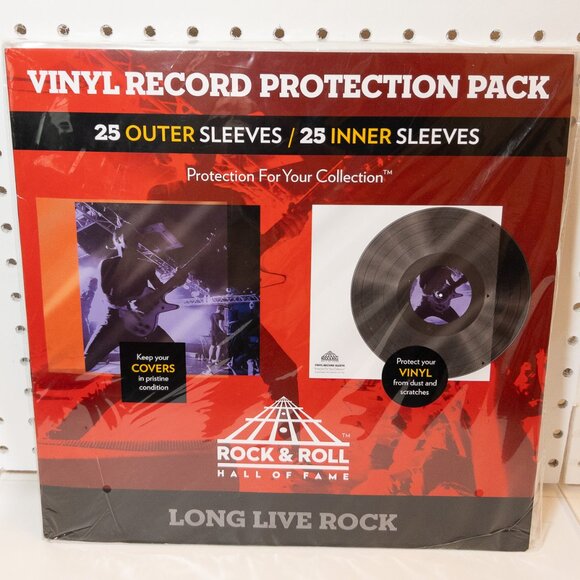 VINYL RECORD PROTECTION PACK
25 OUTER SLEEVES / 25 INNER SLEEVES
Protection For Your Collection™
Keep your
COVERS
in pristine
condition
Protect your
VINYL
from dust and
scratches
ROCK & ROLL™
HALL OF FAME
LONG LIVE ROCK